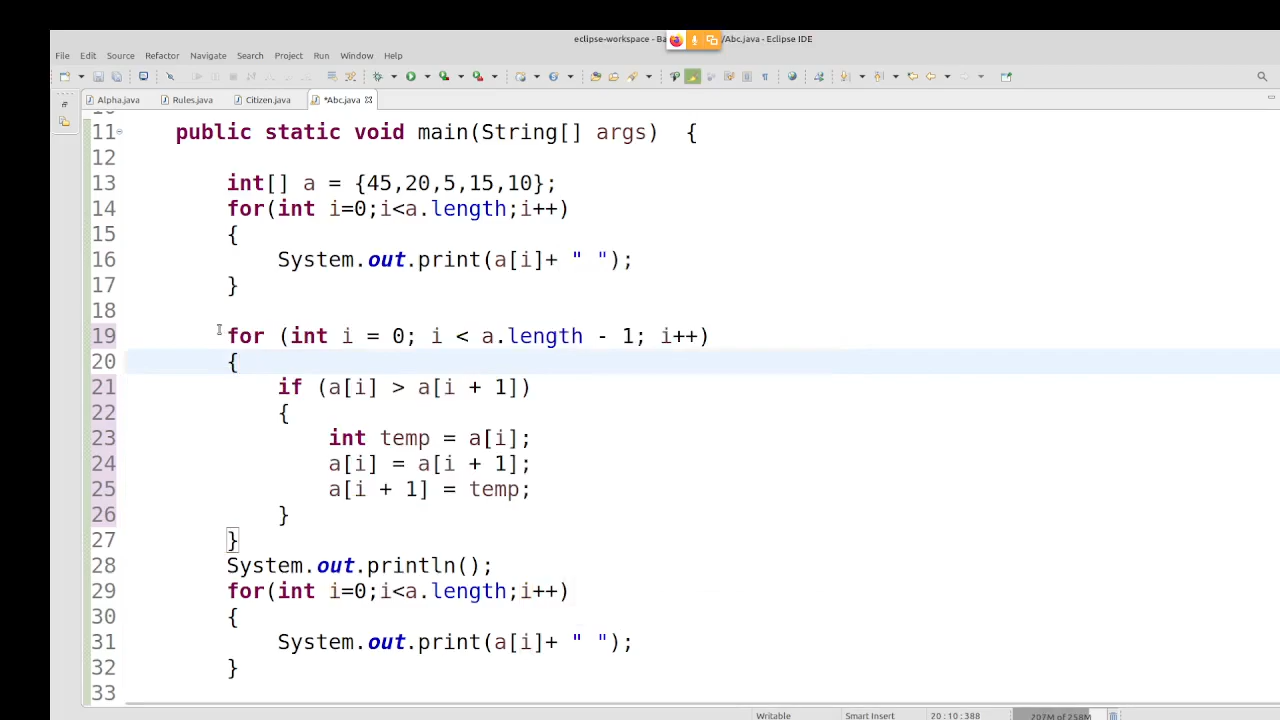 eclipse-workspace - Ba /Abc.java - Eclipse IDE
File Edit Source Refactor Navigate Search Project Run Window Help
Alpha.java Rules.java Citizen.java *Abc.java
11 public static void main(String[] args) {
12
13 int[] a = {45,20,5,15,10};
14 for(int i=0;i<a.length;i++)
15 {
16 System.out.print(a[i]+ " ");
17 }
18
19 for (int i = 0; i < a.length - 1; i++)
20 {
21 if (a[i] > a[i + 1])
22 {
23 int temp = a[i];
24 a[i] = a[i + 1];
25 a[i + 1] = temp;
26 }
27 }
28 System.out.println();
29 for(int i=0;i<a.length;i++)
30 {
31 System.out.print(a[i]+ " ");
32 }
33
Writable Smart Insert 20:10:388 707M of 258M